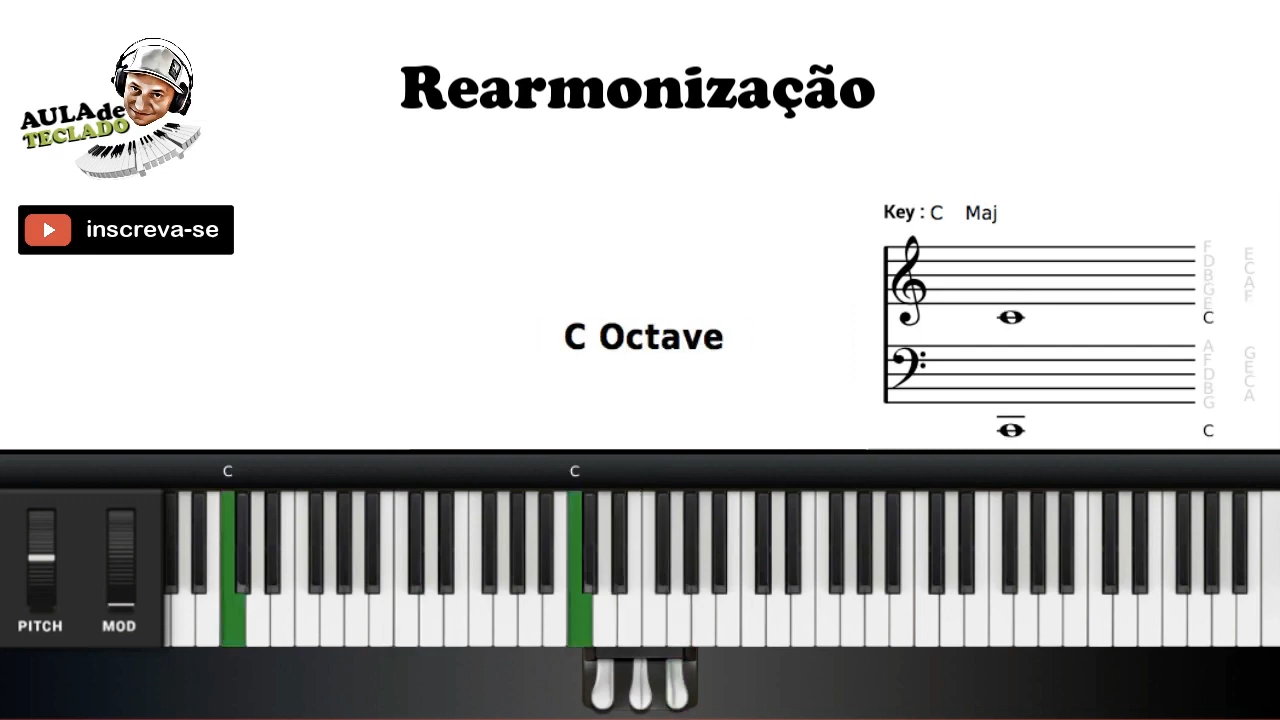 AULA de
TECLADO
Rearmonização
inscreva-se
Key : C Maj
F
D
B
G
E
E
C
A
F
C
C Octave
A
F
D
B
G
G
E
C
A
C
C
C
PITCH
MOD